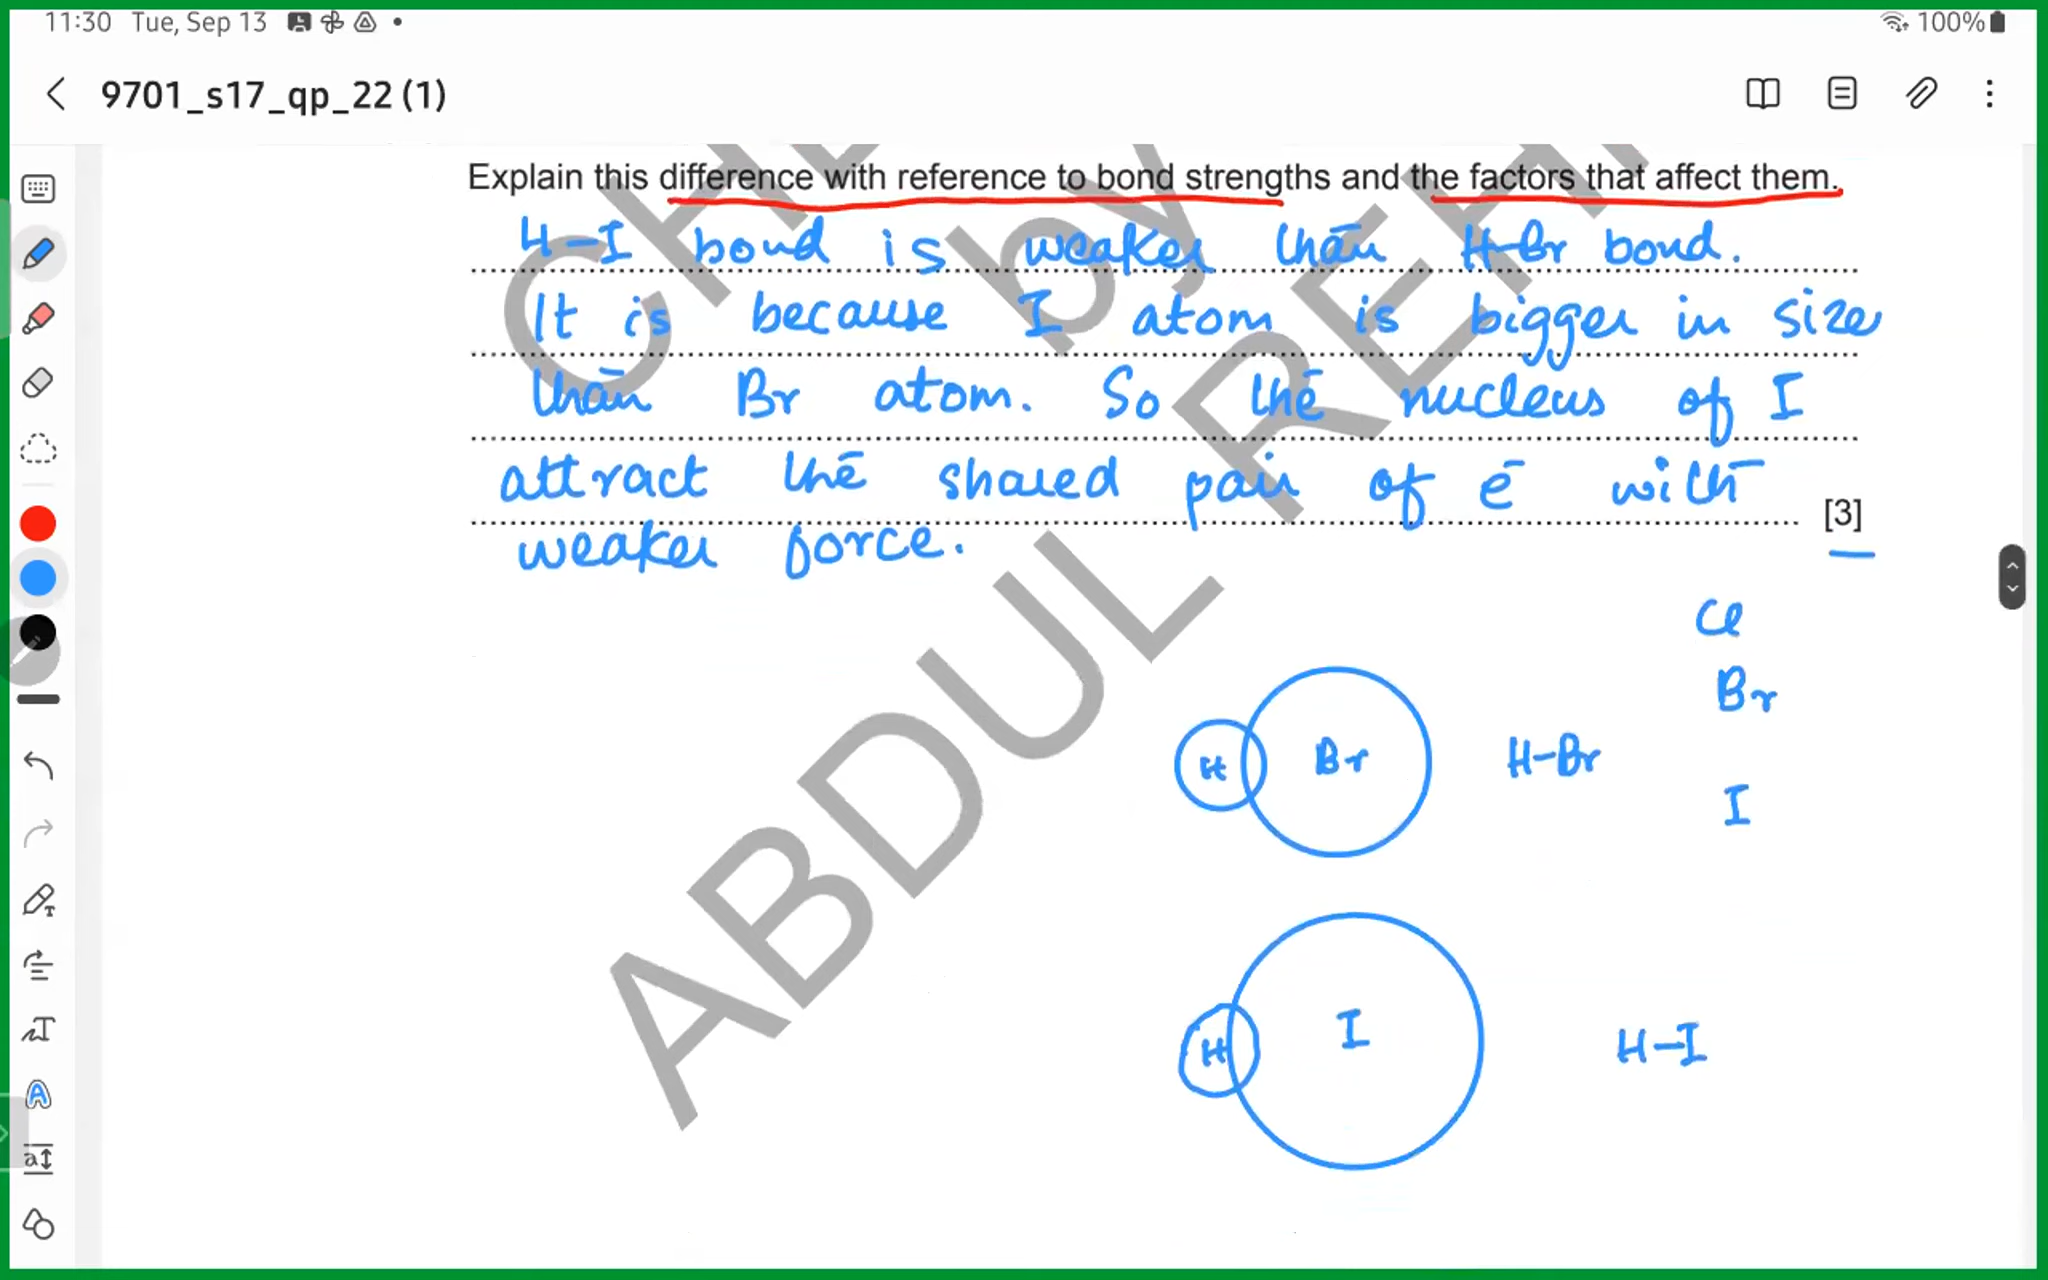 11:30 Tue, Sep 13
100%
9701_s17_qp_22 (1)
Explain this difference with reference to bond strengths and the factors that affect them.
H-I bond is weaker than H-Br bond.
It is because I atom is bigger in size
than Br atom. So the nucleus of I
attract the shared pair of ē with
[3]
weaker force.
Cl
Br
H Br H-Br
I
H I H-I
by
ABDUL REH